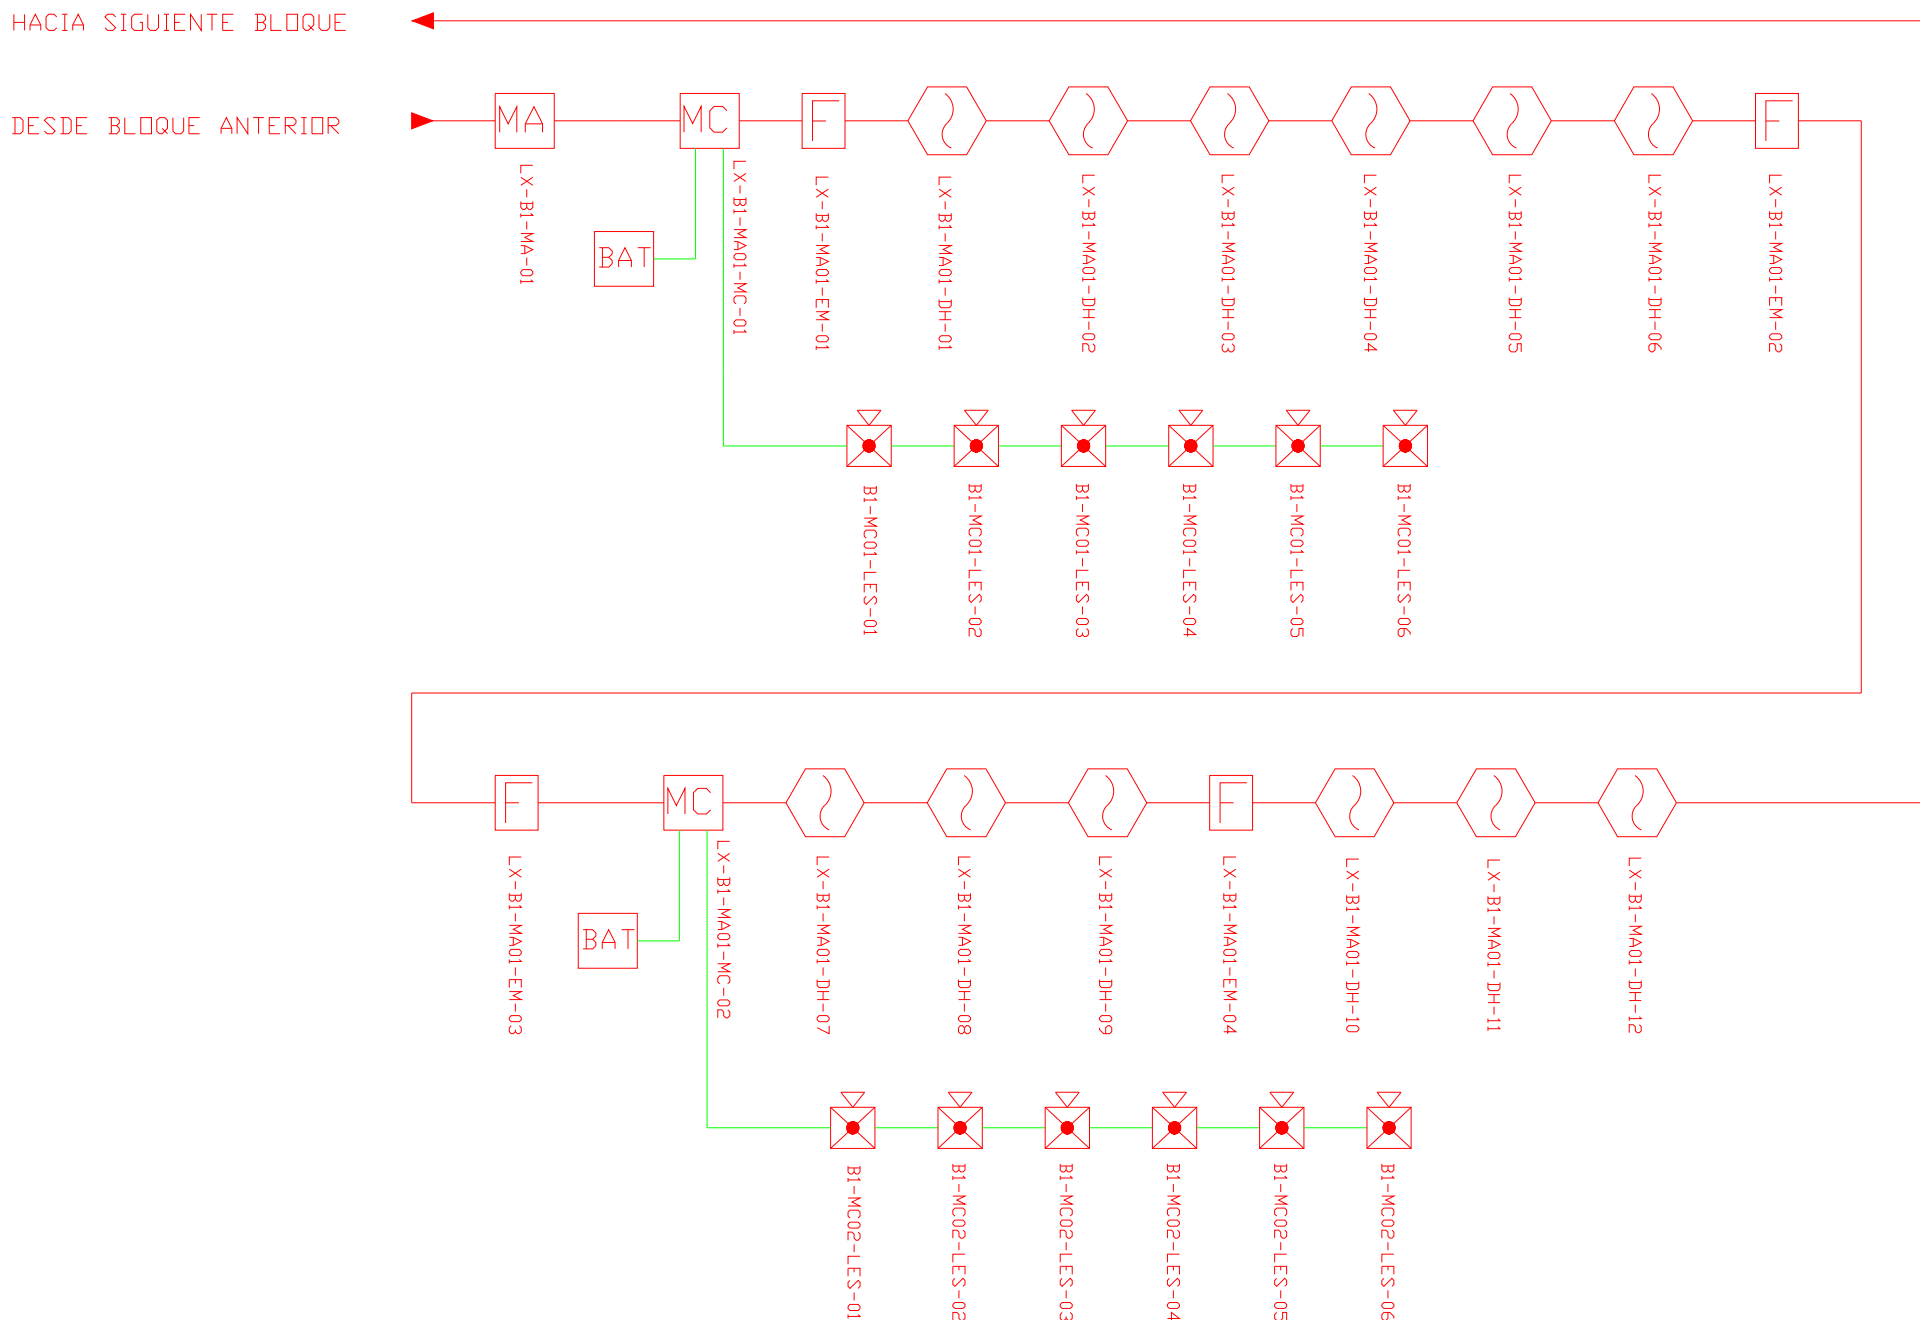 HACIA SIGUIENTE BLOQUE
DESDE BLOQUE ANTERIOR
MA
MC
F
F
LX-B1-MA-01
LX-B1-MA01-MC-01
LX-B1-MA01-EM-01
LX-B1-MA01-DH-01
LX-B1-MA01-DH-02
LX-B1-MA01-DH-03
LX-B1-MA01-DH-04
LX-B1-MA01-DH-05
LX-B1-MA01-DH-06
LX-B1-MA01-EM-02
BAT
B1-MC01-LES-01
B1-MC01-LES-02
B1-MC01-LES-03
B1-MC01-LES-04
B1-MC01-LES-05
B1-MC01-LES-06
F
MC
F
LX-B1-MA01-EM-03
LX-B1-MA01-MC-02
LX-B1-MA01-DH-07
LX-B1-MA01-DH-08
LX-B1-MA01-DH-09
LX-B1-MA01-EM-04
LX-B1-MA01-DH-10
LX-B1-MA01-DH-11
LX-B1-MA01-DH-12
BAT
B1-MC02-LES-01
B1-MC02-LES-02
B1-MC02-LES-03
B1-MC02-LES-04
B1-MC02-LES-05
B1-MC02-LES-06